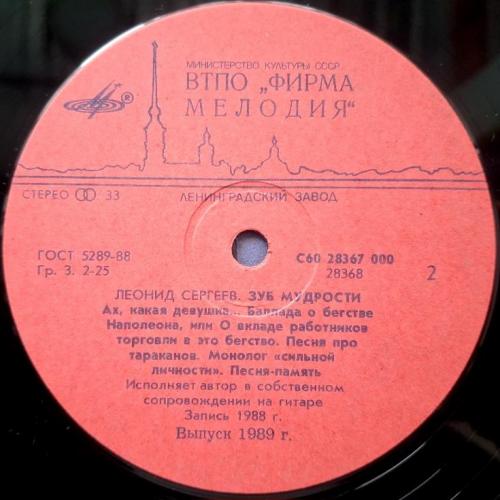 МИНИСТЕРСТВО КУЛЬТУРЫ СССР
ВТПО „ФИРМА
МЕЛОДИЯ“
®
СТЕРЕО 33
ЛЕНИНГРАДСКИЙ ЗАВОД
ГОСТ 5289-88
Гр. 3. 2-25
С60 28367 000
28368
2
ЛЕОНИД СЕРГЕЕВ. ЗУБ МУДРОСТИ
Ах, какая девушка... Баллада о бегстве
Наполеона, или О вкладе работников
торговли в это бегство. Песня про
тараканов. Монолог «сильной
личности». Песня-память
Исполняет автор в собственном
сопровождении на гитаре
Запись 1988 г.
Выпуск 1989 г.